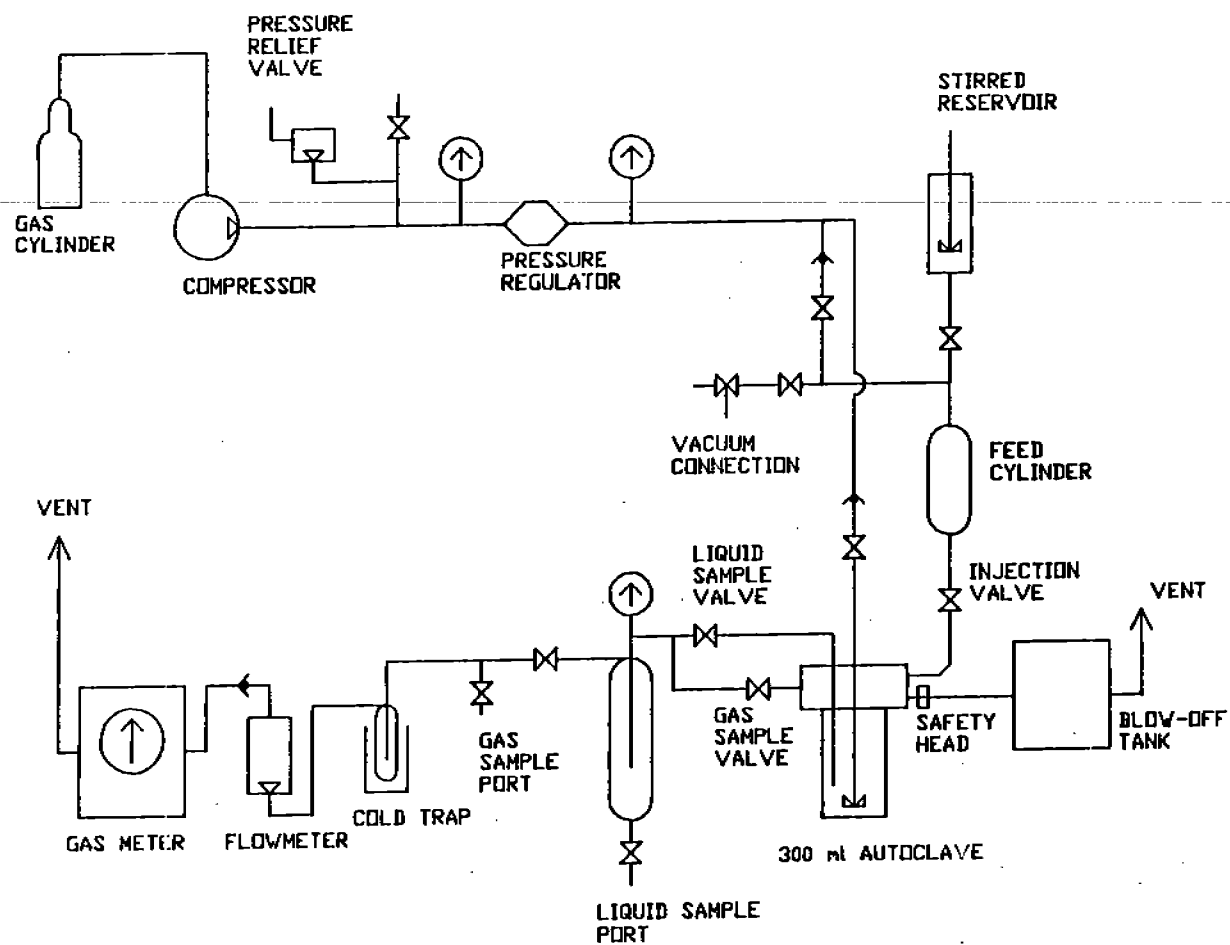 PRESSURE
RELIEF
VALVE
STIRRED
RESERVOIR
GAS
CYLINDER
COMPRESSOR
PRESSURE
REGULATOR
VACUUM
CONNECTION
FEED
CYLINDER
VENT
LIQUID
SAMPLE
VALVE
INJECTION
VALVE
VENT
GAS
SAMPLE
PORT
GAS
SAMPLE
VALVE
SAFETY
HEAD
BLOW-OFF
TANK
GAS METER
FLOWMETER
COLD TRAP
300 ml AUTOCLAVE
LIQUID SAMPLE
PORT